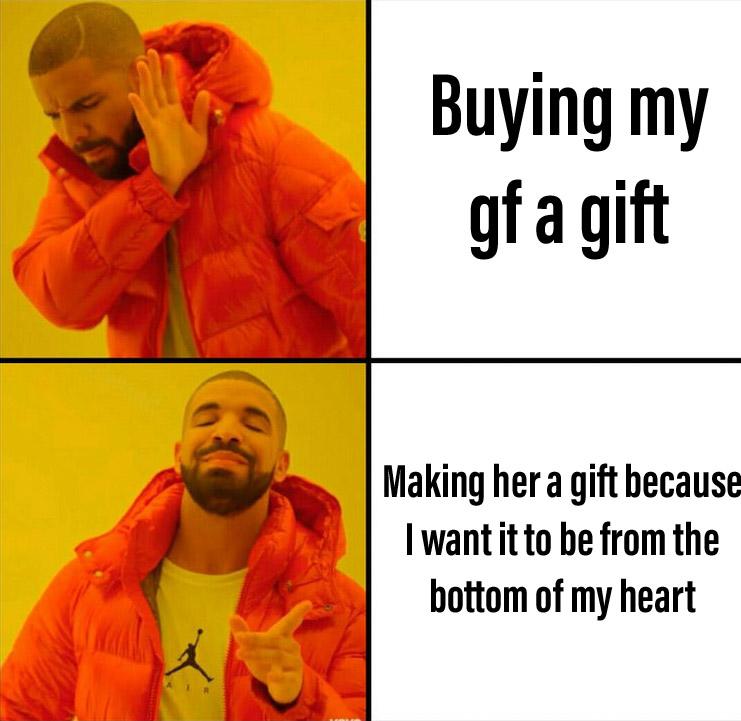 Buying my
gf a gift
Making her a gift because
I want it to be from the
bottom of my heart
A I R